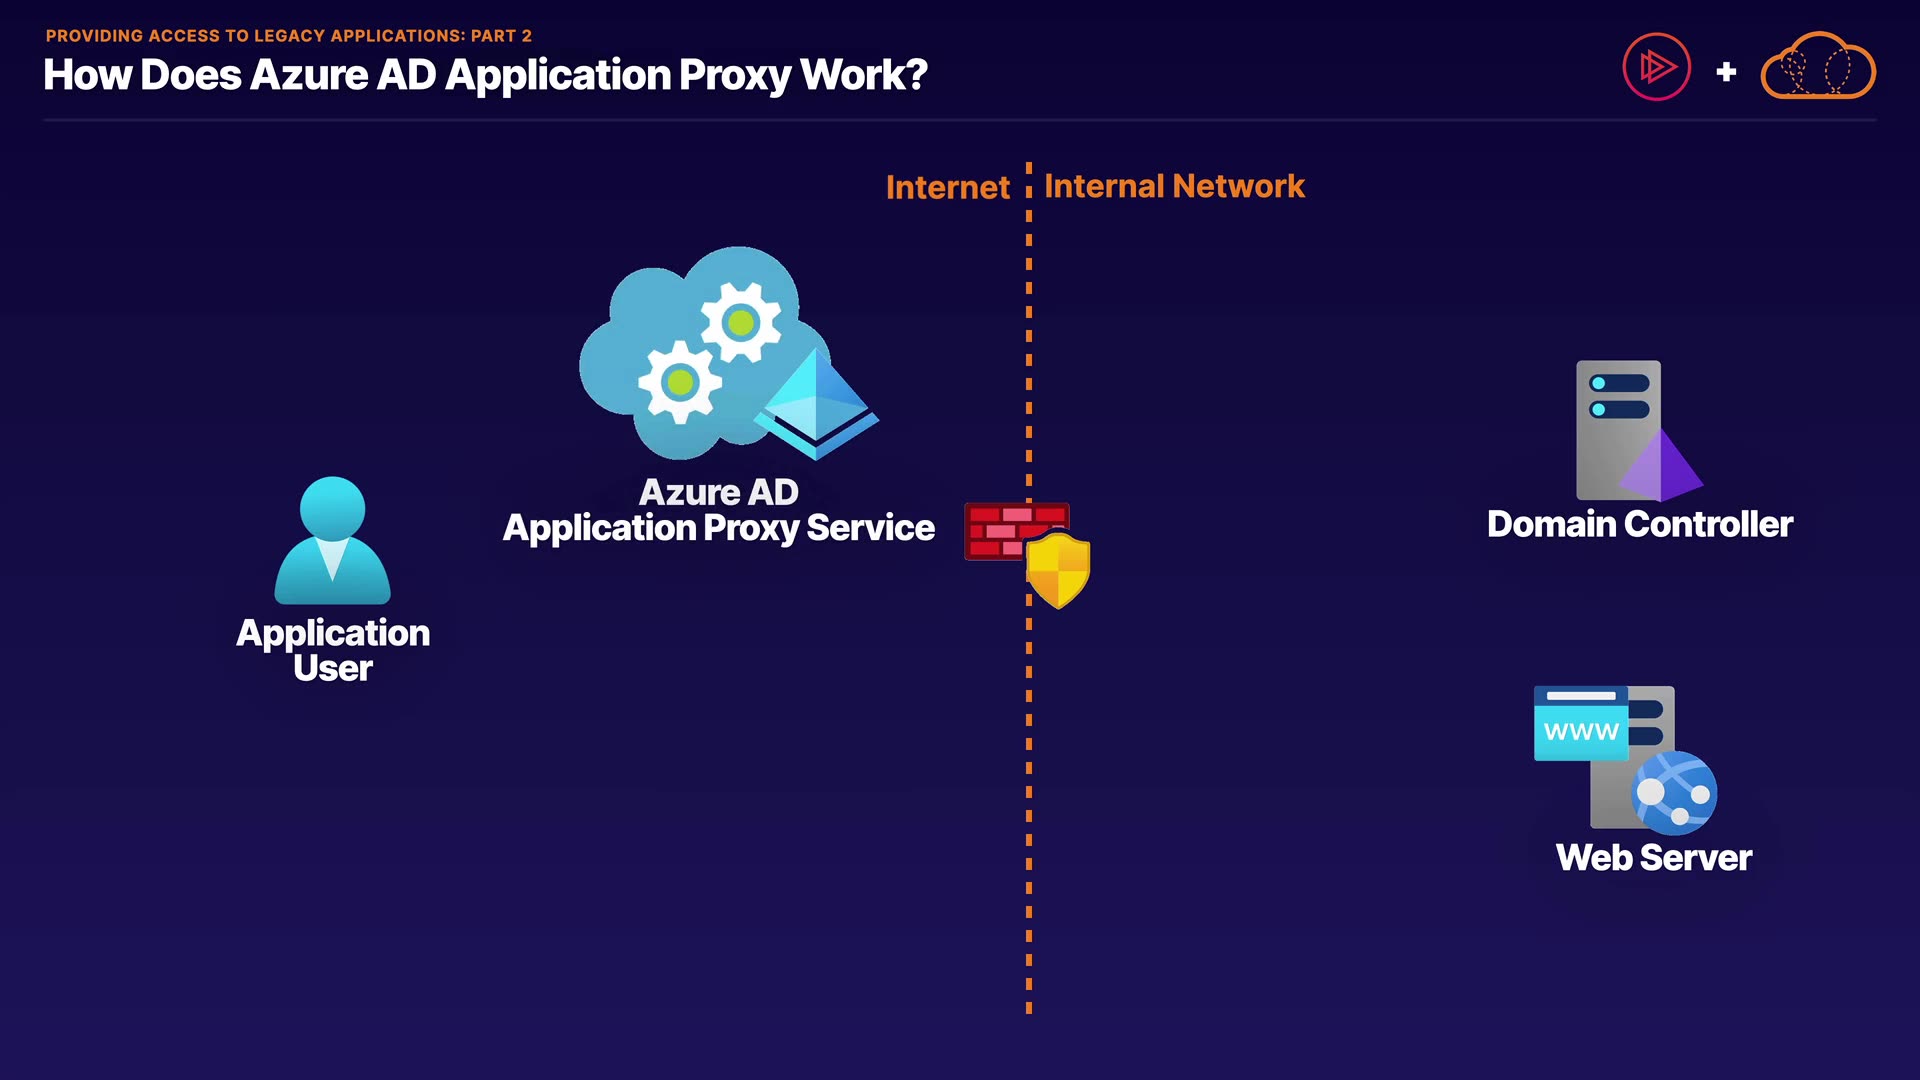 PROVIDING ACCESS TO LEGACY APPLICATIONS: PART 2
How Does Azure AD Application Proxy Work?
+
Internet
Internal Network
Azure AD
Application Proxy Service
Application
User
Domain Controller
WWW
Web Server